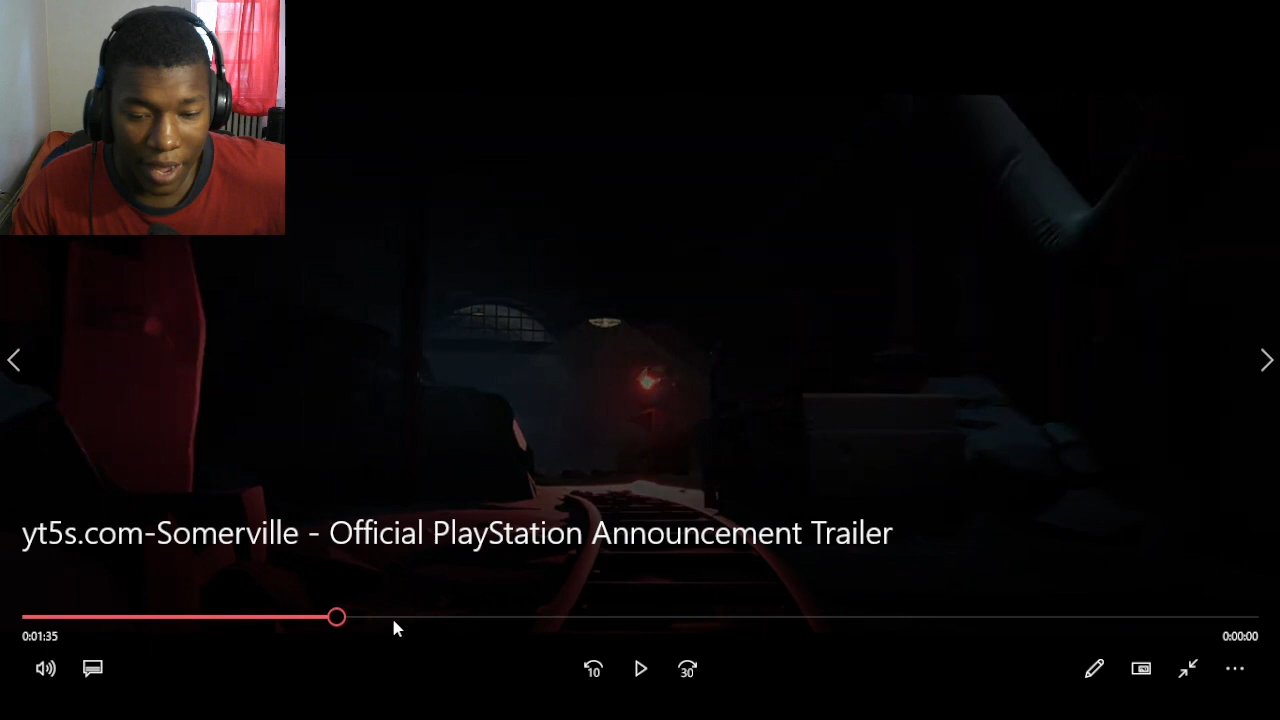 yt5s.com-Somerville - Official PlayStation Announcement Trailer
0:01:35
0:00:00
10
30